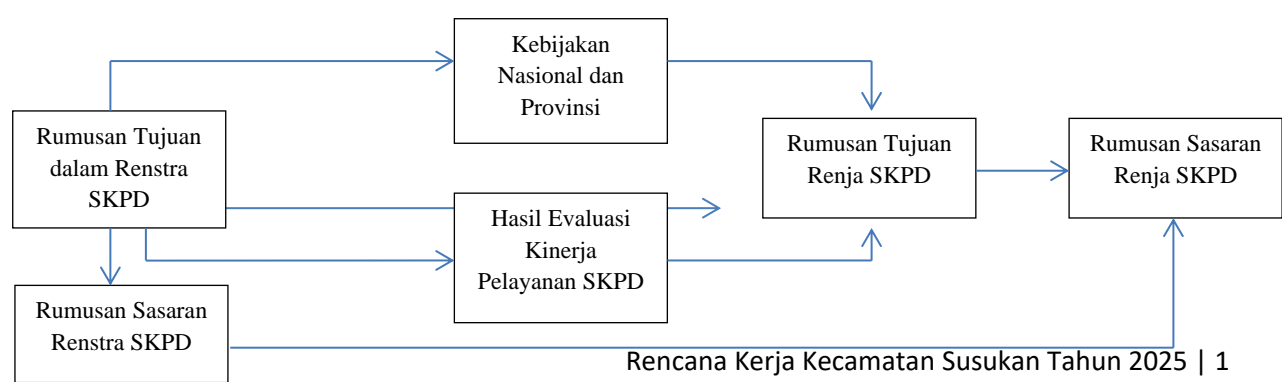 Kebijakan
Nasional dan
Provinsi
Rumusan Tujuan
dalam Renstra
SKPD
Rumusan Tujuan
Renja SKPD
Rumusan Sasaran
Renja SKPD
Hasil Evaluasi
Kinerja
Pelayanan SKPD
Rumusan Sasaran
Renstra SKPD
Rencana Kerja Kecamatan Susukan Tahun 2025 | 1